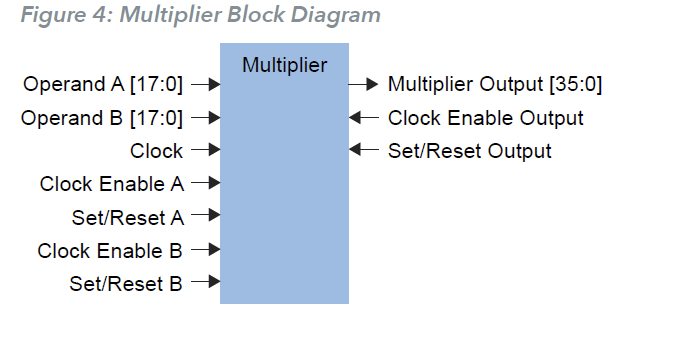 Figure 4: Multiplier Block Diagram
Multiplier
Operand A [17:0]
Operand B [17:0]
Clock
Clock Enable A
Set/Reset A
Clock Enable B
Set/Reset B
Multiplier Output [35:0]
Clock Enable Output
Set/Reset Output